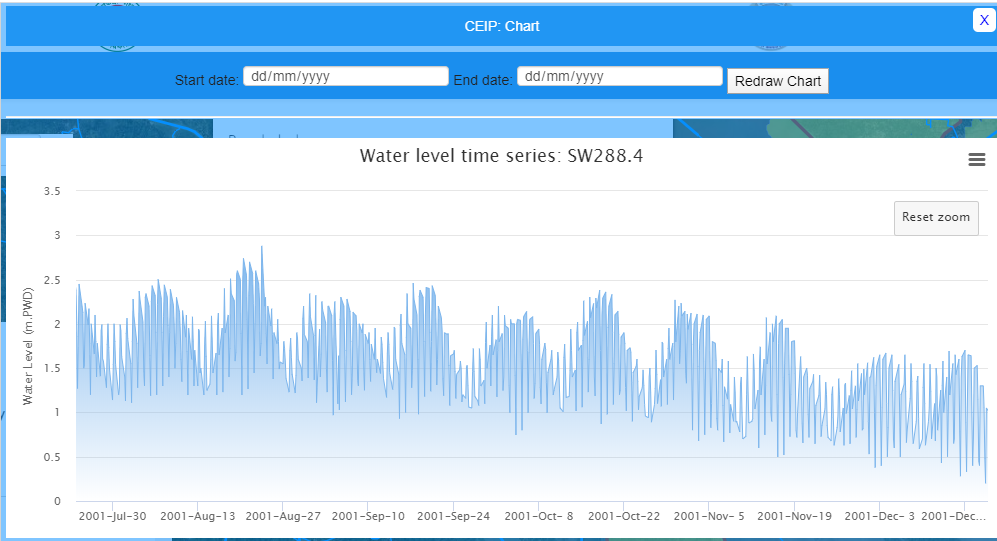 CEIP: Chart
X
Start date: dd/mm/yyyy End date: dd/mm/yyyy Redraw Chart
Water level time series: SW288.4
Reset zoom
Water Level (m.PWD)
3.5
3
2.5
2
1.5
1
0.5
0
2001-Jul-30 2001-Aug-13 2001-Aug-27 2001-Sep-10 2001-Sep-24 2001-Oct- 8 2001-Oct-22 2001-Nov- 5 2001-Nov-19 2001-Dec- 3 2001-Dec...